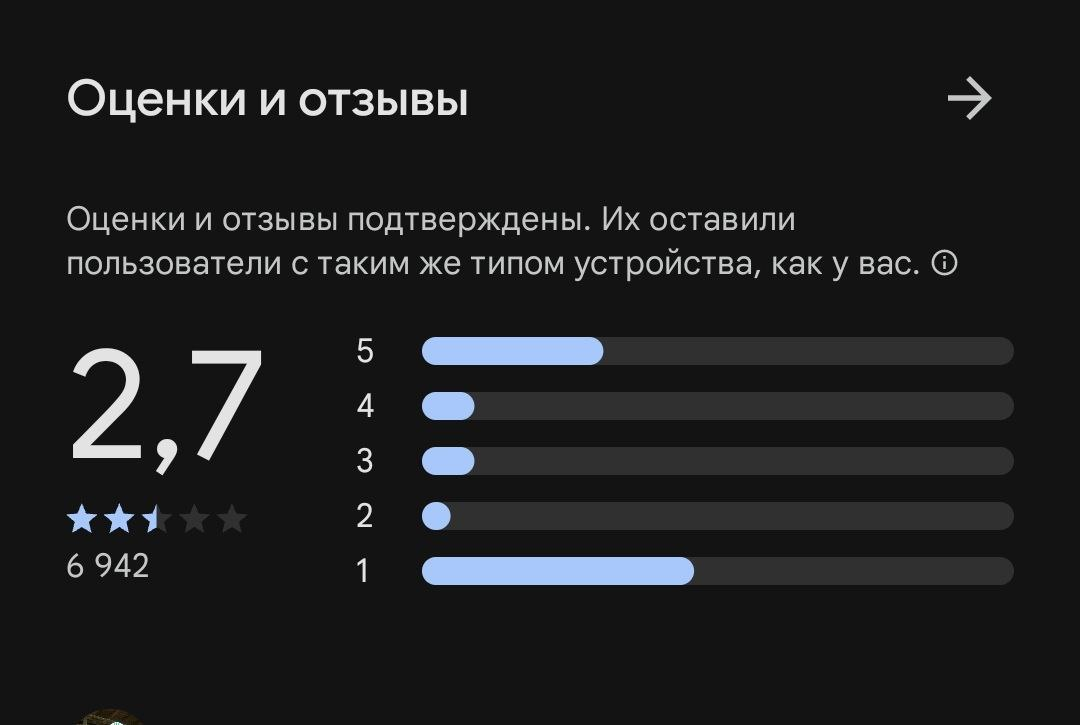 Оценки и отзывы
Оценки и отзывы подтверждены. Их оставили
пользователи с таким же типом устройства, как у вас.
2,7
6 942
5
4
3
2
1